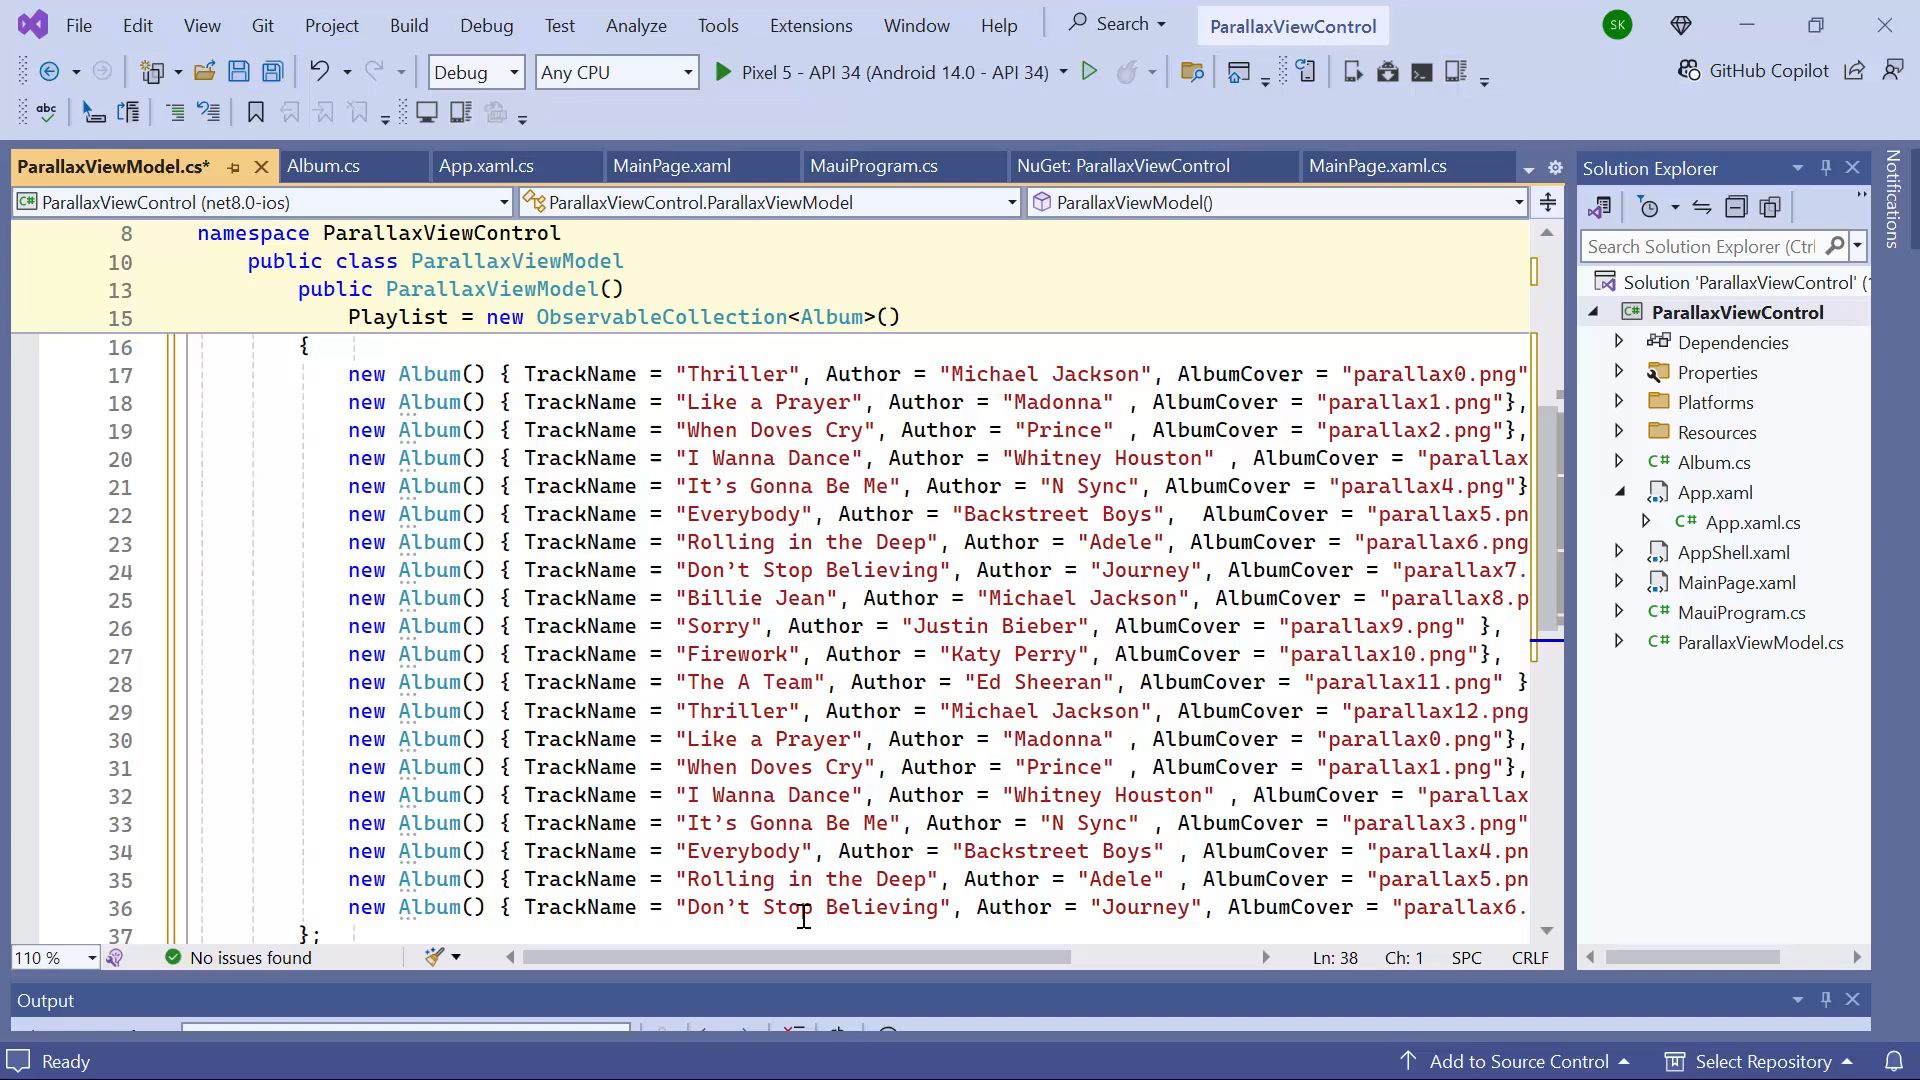 File Edit View Git Project Build Debug Test Analyze Tools Extensions Window Help Search ParallaxViewControl SK
Debug Any CPU Pixel 5 - API 34 (Android 14.0 - API 34) GitHub Copilot
abc
ParallaxViewModel.cs* Album.cs App.xaml.cs MainPage.xaml MauiProgram.cs NuGet: ParallaxViewControl MainPage.xaml.cs
C# ParallaxViewControl (net8.0-ios) ParallaxViewControl.ParallaxViewModel ParallaxViewModel()
8 namespace ParallaxViewControl
10 public class ParallaxViewModel
13 public ParallaxViewModel()
15 Playlist = new ObservableCollection<Album>()
16 {
17 new Album() { TrackName = "Thriller", Author = "Michael Jackson", AlbumCover = "parallax0.png"
18 new Album() { TrackName = "Like a Prayer", Author = "Madonna" , AlbumCover = "parallax1.png"},
19 new Album() { TrackName = "When Doves Cry", Author = "Prince" , AlbumCover = "parallax2.png"},
20 new Album() { TrackName = "I Wanna Dance", Author = "Whitney Houston" , AlbumCover = "parallax
21 new Album() { TrackName = "It’s Gonna Be Me", Author = "N Sync", AlbumCover = "parallax4.png"}
22 new Album() { TrackName = "Everybody", Author = "Backstreet Boys",  AlbumCover = "parallax5.pn
23 new Album() { TrackName = "Rolling in the Deep", Author = "Adele", AlbumCover = "parallax6.png
24 new Album() { TrackName = "Don’t Stop Believing", Author = "Journey", AlbumCover = "parallax7.
25 new Album() { TrackName = "Billie Jean", Author = "Michael Jackson", AlbumCover = "parallax8.p
26 new Album() { TrackName = "Sorry", Author = "Justin Bieber", AlbumCover = "parallax9.png" },
27 new Album() { TrackName = "Firework", Author = "Katy Perry", AlbumCover = "parallax10.png"},
28 new Album() { TrackName = "The A Team", Author = "Ed Sheeran", AlbumCover = "parallax11.png" }
29 new Album() { TrackName = "Thriller", Author = "Michael Jackson", AlbumCover = "parallax12.png
30 new Album() { TrackName = "Like a Prayer", Author = "Madonna" , AlbumCover = "parallax0.png"},
31 new Album() { TrackName = "When Doves Cry", Author = "Prince" , AlbumCover = "parallax1.png"},
32 new Album() { TrackName = "I Wanna Dance", Author = "Whitney Houston" , AlbumCover = "parallax
33 new Album() { TrackName = "It’s Gonna Be Me", Author = "N Sync" , AlbumCover = "parallax3.png"
34 new Album() { TrackName = "Everybody", Author = "Backstreet Boys" , AlbumCover = "parallax4.pn
35 new Album() { TrackName = "Rolling in the Deep", Author = "Adele" , AlbumCover = "parallax5.pn
36 new Album() { TrackName = "Don’t Stop Believing", Author = "Journey", AlbumCover = "parallax6.
37 };
110 % No issues found Ln: 38 Ch: 1 SPC CRLF
Solution Explorer
Search Solution Explorer (Ctrl
Solution 'ParallaxViewControl' (1
C# ParallaxViewControl
Dependencies
Properties
Platforms
Resources
C# Album.cs
App.xaml
C# App.xaml.cs
AppShell.xaml
MainPage.xaml
C# MauiProgram.cs
C# ParallaxViewModel.cs
Notifications
Output
Ready Add to Source Control Select Repository